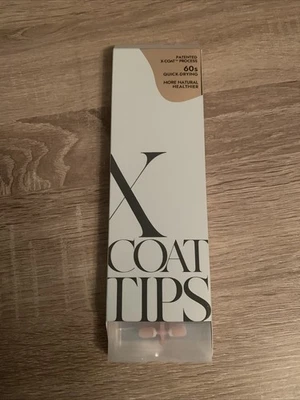 PATENTED
X-COAT™ PROCESS
60s
QUICK-DRYING
MORE NATURAL
HEALTHIER
X
COAT
TIPS